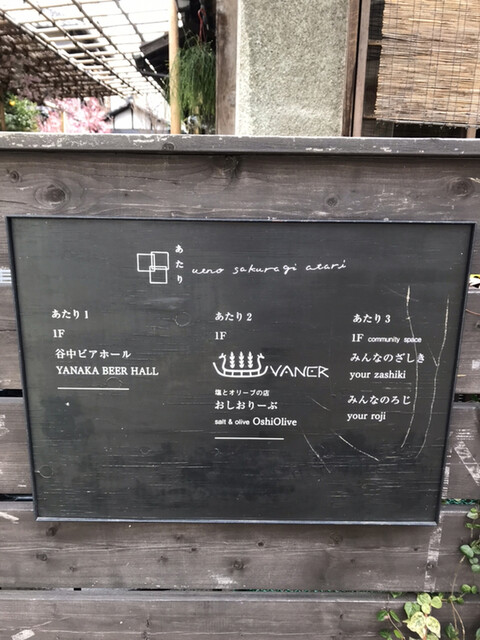 あたり
ueno sakuragi atari
あたり1
1F
谷中ビアホール
YANAKA BEER HALL
あたり2
1F
VANER
塩とオリーブの店
おしおりーぶ
salt & olive OshiOlive
あたり3
1F community space
みんなのざしき
your zashiki
みんなのろじ
your roji